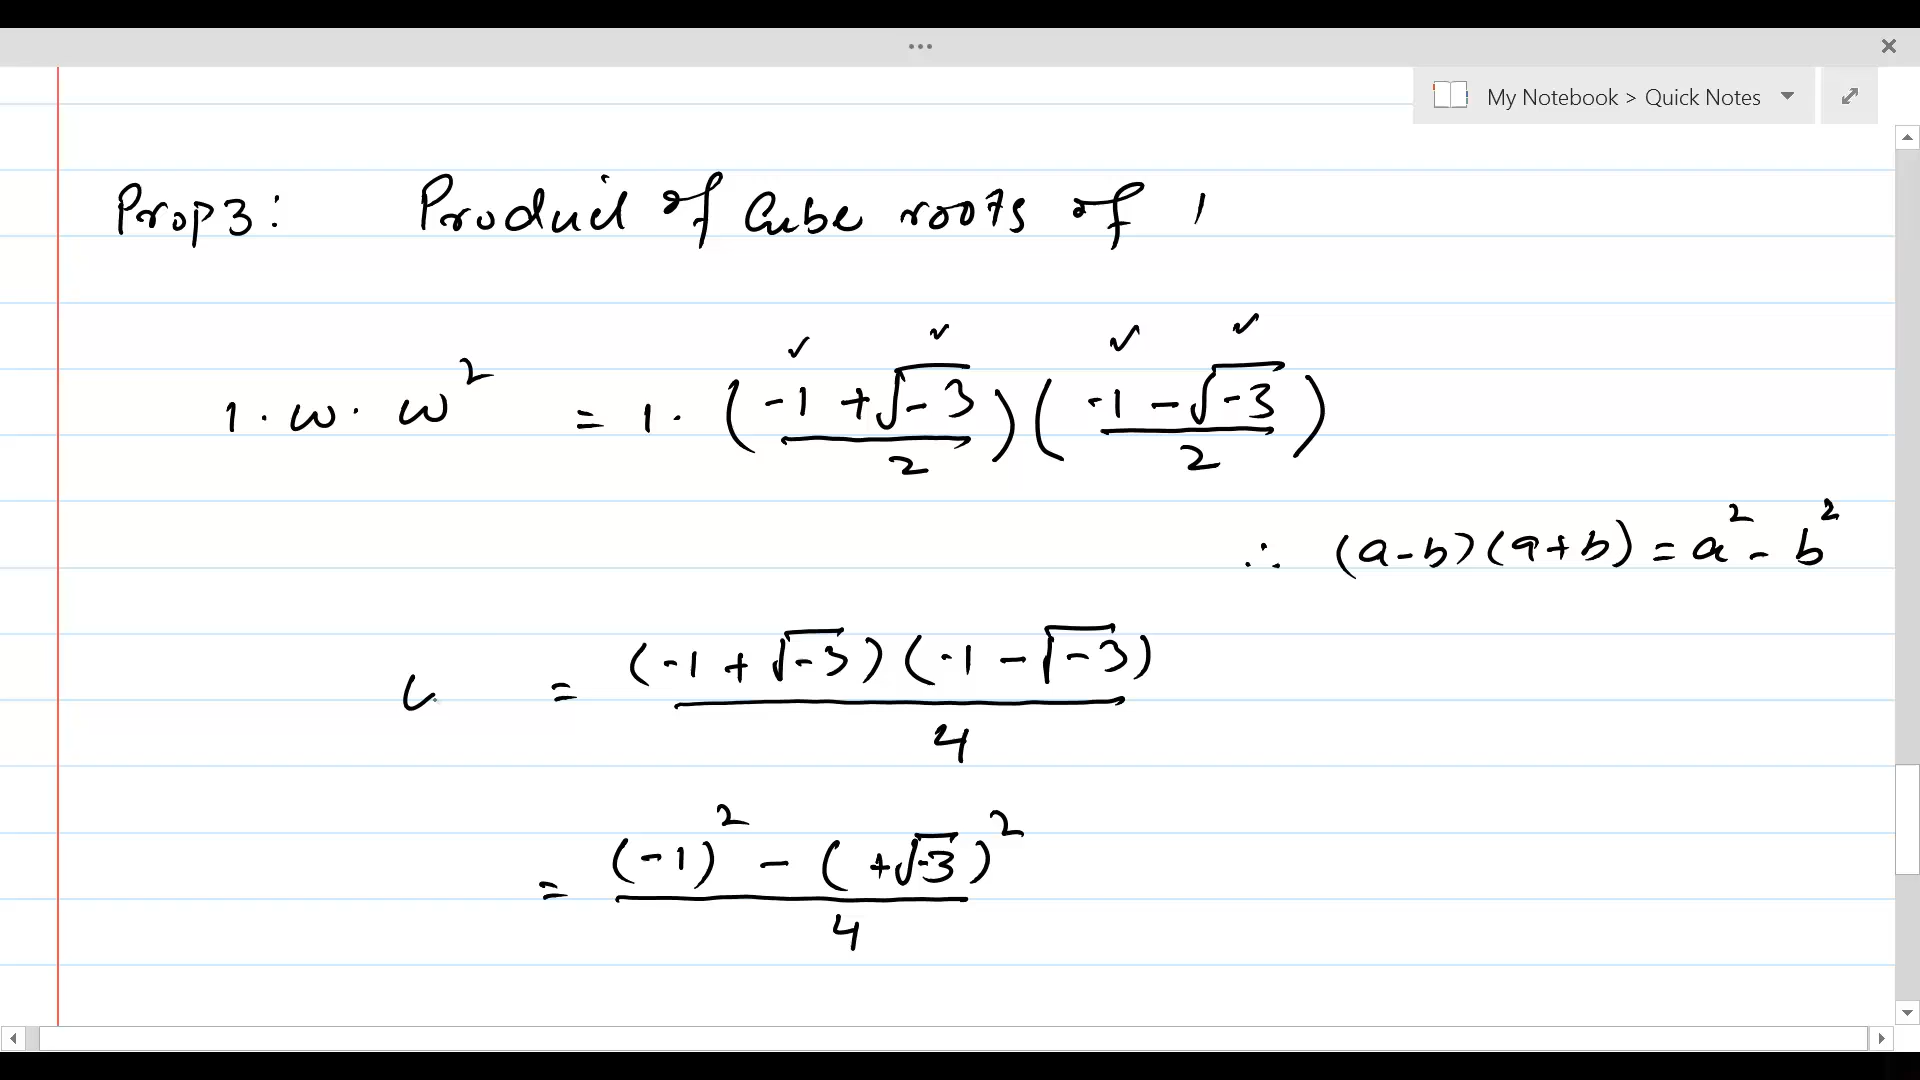 My Notebook > Quick Notes
Prop3: Product of Cube roots of 1
1 · ω · ω² = 1 · ((-1 + √-3)/2) ((-1 - √-3)/2)
∴ (a-b)(a+b) = a² - b²
= (-1 + √-3)(-1 - √-3)/4
= ((-1)² - (+√-3)²)/4